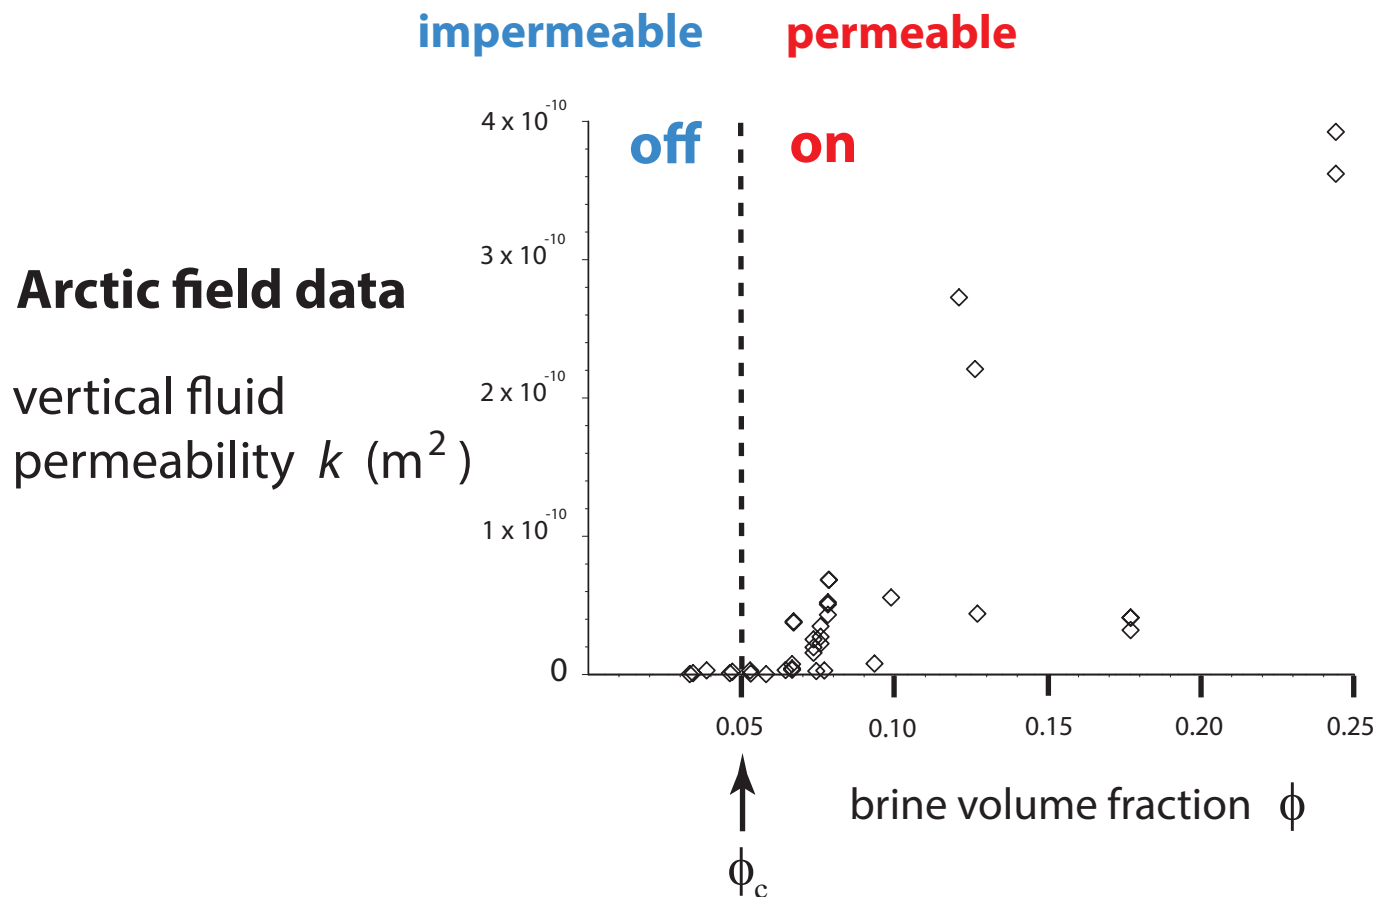 impermeable permeable
off on
4 x 10⁻¹⁰
3 x 10⁻¹⁰
Arctic field data
vertical fluid
permeability k (m²)
2 x 10⁻¹⁰
1 x 10⁻¹⁰
0
0.05 0.10 0.15 0.20 0.25
brine volume fraction ϕ
ϕc